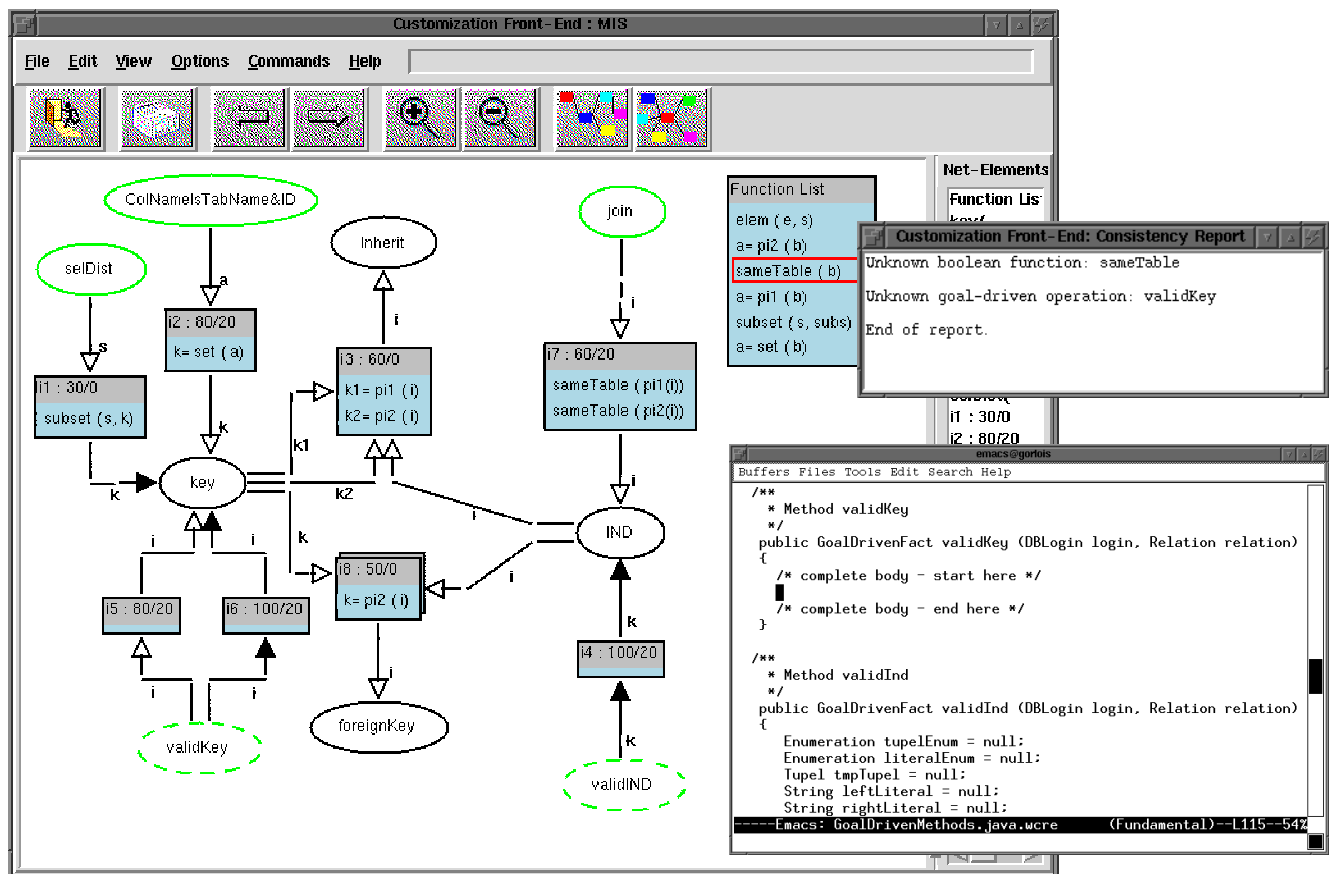 Customization Front-End : MIS
File Edit View Options Commands Help
ColNameIsTabName&ID
selDist
Inherit
join
a
s
i
i
i2 : 80/20
k= set ( a )
i1 : 30/0
subset ( s, k )
i3 : 60/0
k1= pi1 ( i )
k2= pi2 ( i )
i7 : 60/20
sameTable ( pi1(i))
sameTable ( pi2(i))
k
k1
k
key
k2
i
i
IND
k
i
i
i
i8 : 50/0
k= pi2 ( i )
i5 : 80/20
i6 : 100/20
k
i4 : 100/20
i
i
i
foreignKey
k
validKey
validIND
Function List
elem ( e, s)
a= pi2 ( b )
sameTable ( b )
a= pi1 ( b )
subset ( s, subs)
a= set ( b )
Net-Elements
Function Lis
i1 : 30/0
i2 : 80/20
Customization Front-End: Consistency Report
Unknown boolean function: sameTable
Unknown goal-driven operation: validKey
End of report.
emacs@gorlois
Buffers Files Tools Edit Search Help
/**
* Method validKey
*/
public GoalDrivenFact validKey (DBLogin login, Relation relation)
{
/* complete body - start here */
/* complete body - end here */
}
/**
* Method validInd
*/
public GoalDrivenFact validInd (DBLogin login, Relation relation)
{
Enumeration tupelEnum = null;
Enumeration literalEnum = null;
Tupel tmpTupel = null;
String leftLiteral = null;
String rightLiteral = null;
-----Emacs: GoalDrivenMethods.java.wcre (Fundamental)--L115--54%